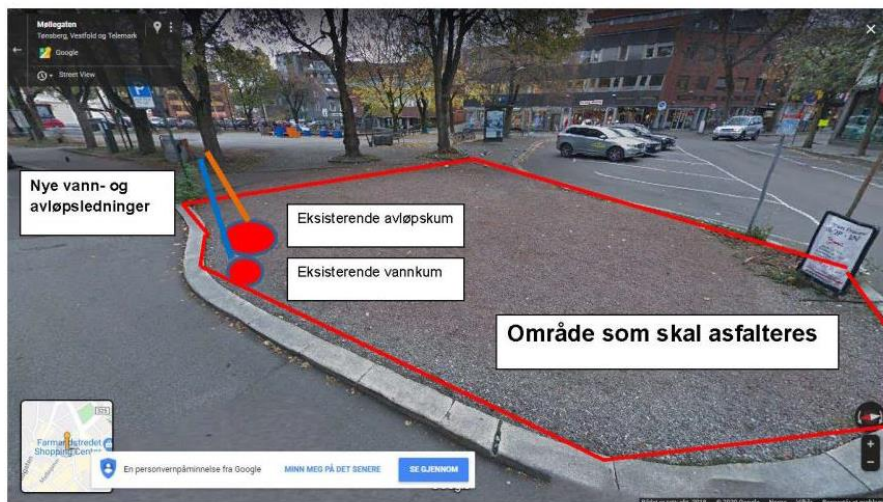 Møllegaten
Tønsberg, Vestfold og Telemark
Google
Street View
Nye vann- og
avløpsledninger
Eksisterende avløpskum
Eksisterende vannkum
Område som skal asfalteres
Farmandstredet
Shopping Center
En personvernpåminnelse fra Google
MINN MEG PÅ DET SENERE
SE GJENNOM